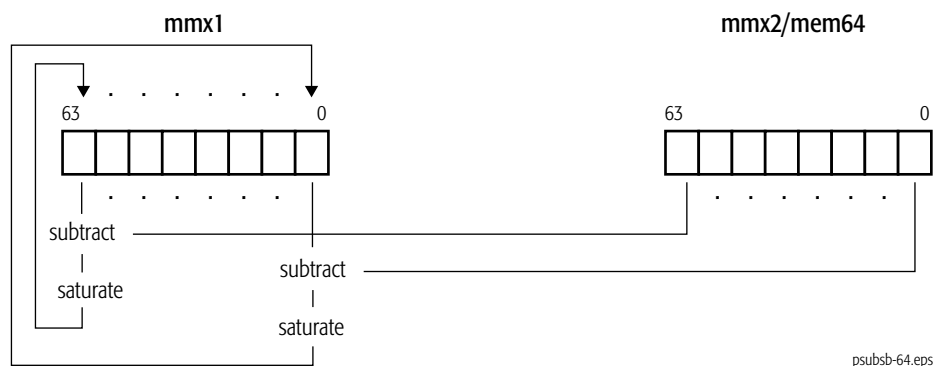 mmx1 mmx2/mem64
. . . . . .
63 0 63 0
. . . . . . . . . . . .
subtract
subtract
saturate
saturate
psubsb-64.eps